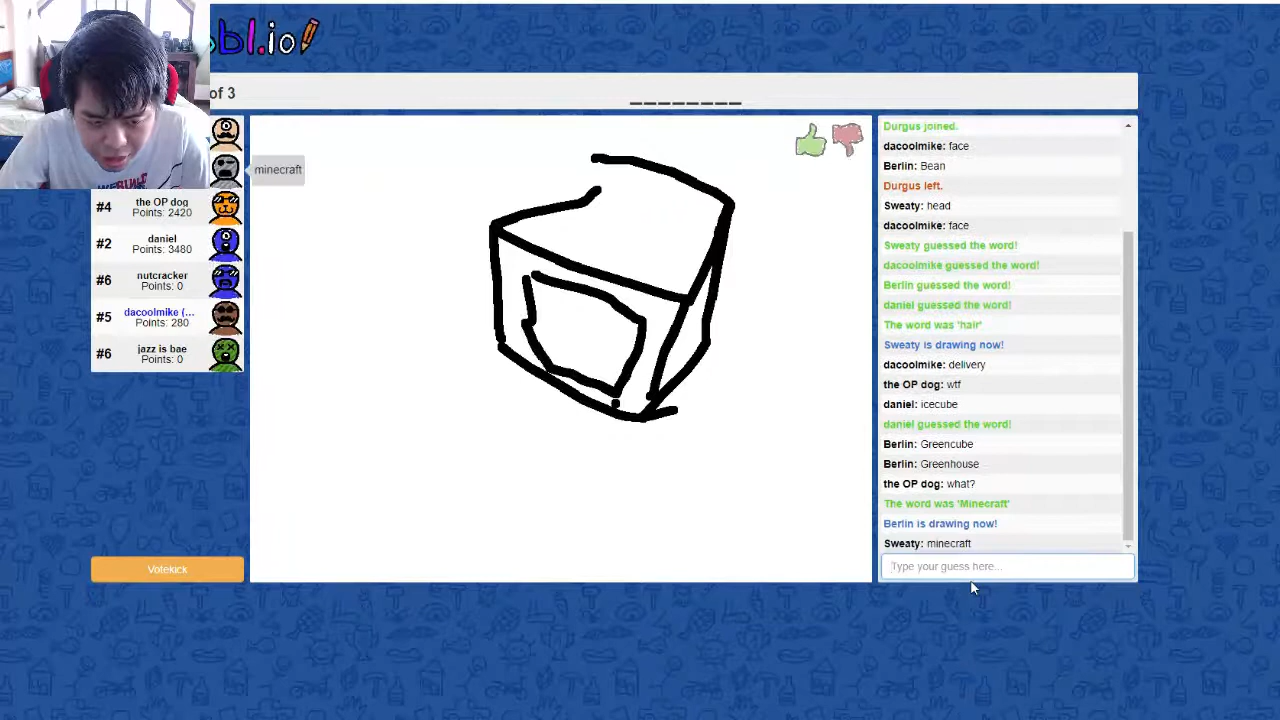 bl.io
of 3
________
minecraft
#4 the OP dog
Points: 2420
#2 daniel
Points: 3480
#6 nutcracker
Points: 0
#5 dacoolmike (...
Points: 280
#6 jazz is bae
Points: 0
Votekick
Durgus joined.
dacoolmike: face
Berlin: Bean
Durgus left.
Sweaty: head
dacoolmike: face
Sweaty guessed the word!
dacoolmike guessed the word!
Berlin guessed the word!
daniel guessed the word!
The word was 'hair'
Sweaty is drawing now!
dacoolmike: delivery
the OP dog: wtf
daniel: icecube
daniel guessed the word!
Berlin: Greencube
Berlin: Greenhouse
the OP dog: what?
The word was 'Minecraft'
Berlin is drawing now!
Sweaty: minecraft
Type your guess here...